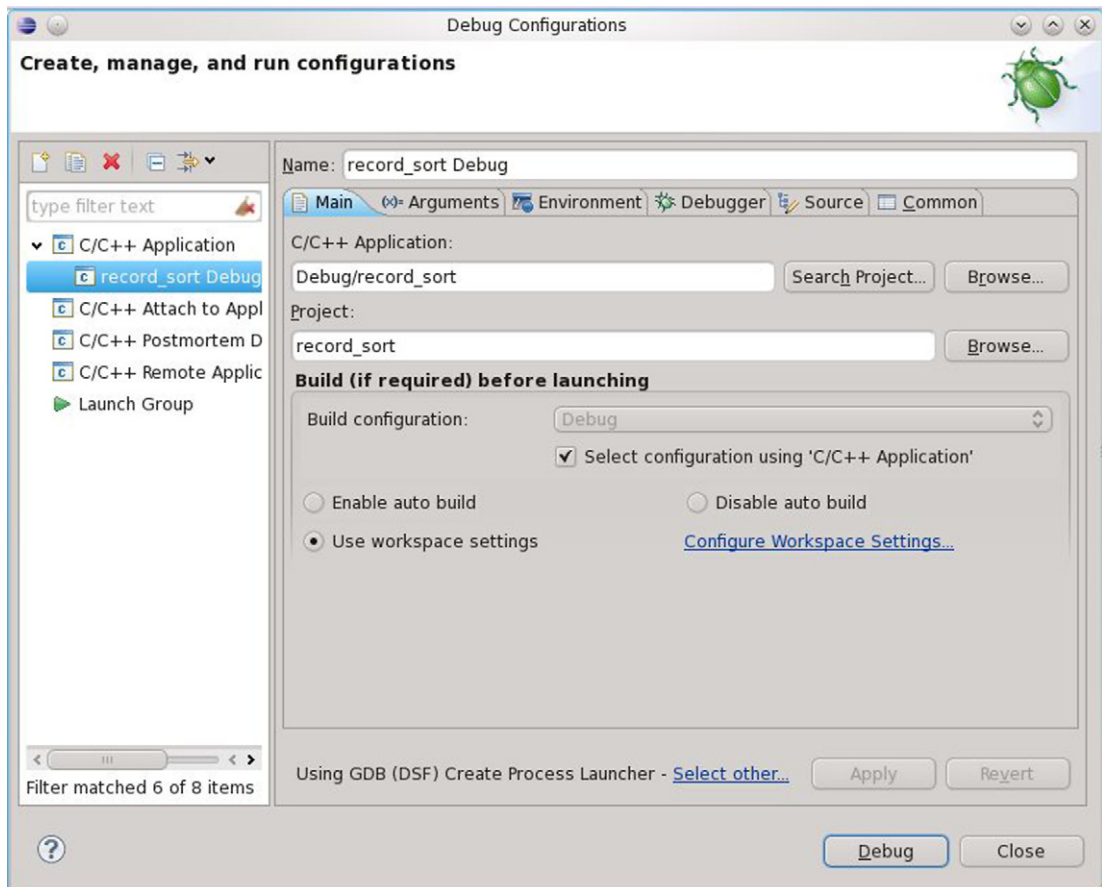 Debug Configurations
Create, manage, and run configurations
Name: record_sort Debug
type filter text
C/C++ Application
record_sort Debug
C/C++ Attach to Appl
C/C++ Postmortem D
C/C++ Remote Applic
Launch Group
Filter matched 6 of 8 items
Main (x)= Arguments Environment Debugger Source Common
C/C++ Application:
Debug/record_sort Search Project... Browse...
Project:
record_sort Browse...
Build (if required) before launching
Build configuration: Debug
Select configuration using 'C/C++ Application'
Enable auto build Disable auto build
Use workspace settings Configure Workspace Settings...
Using GDB (DSF) Create Process Launcher - Select other... Apply Revert
? Debug Close